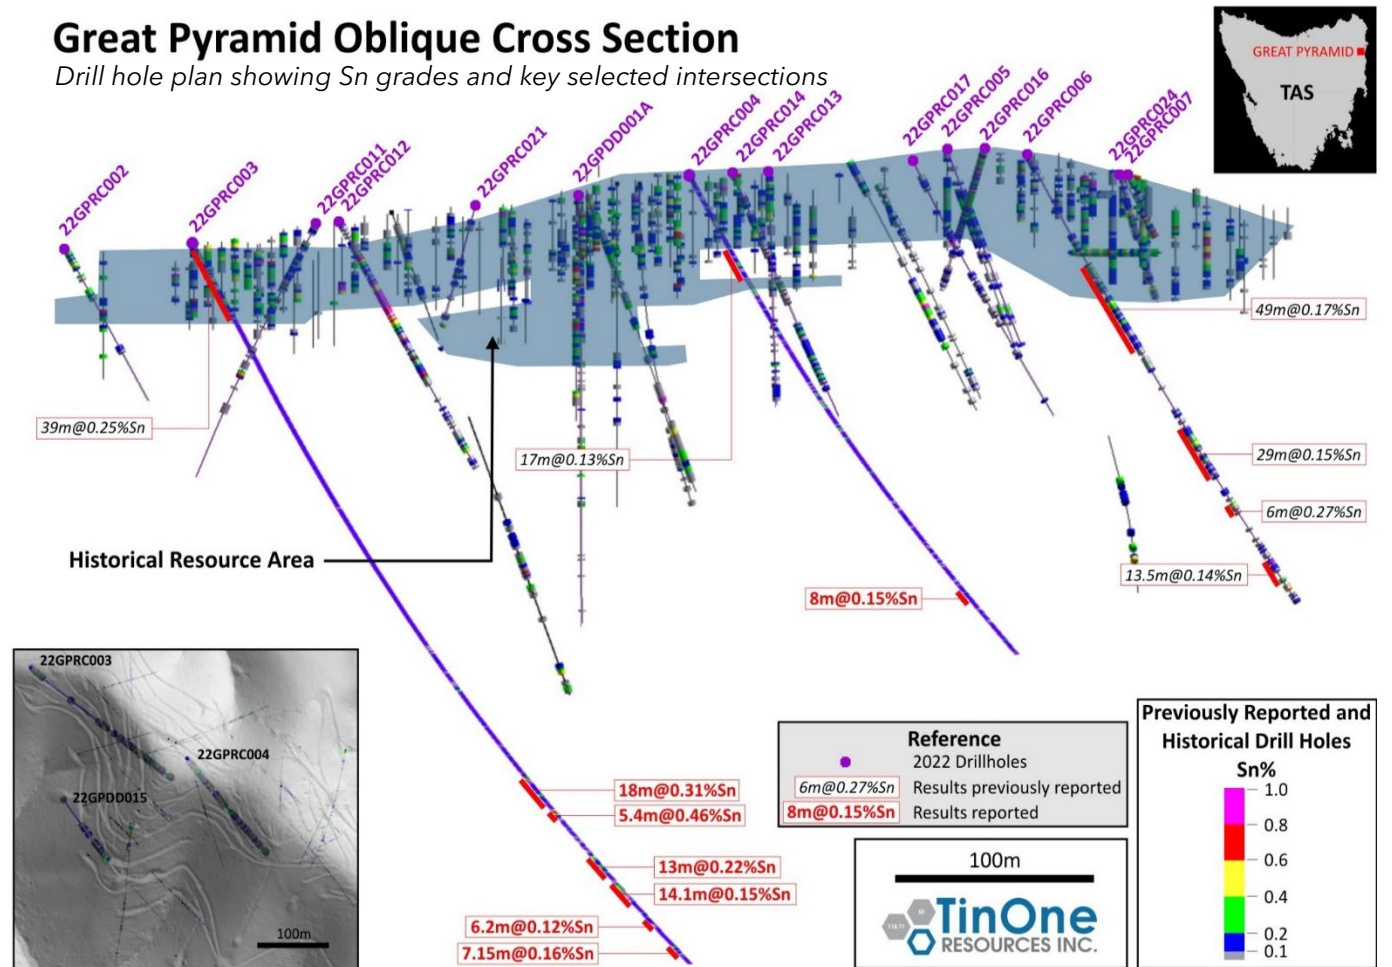 Great Pyramid Oblique Cross Section
Drill hole plan showing Sn grades and key selected intersections
GREAT PYRAMID
TAS
22GPRC002
22GPRC003
22GPRC011
22GPRC012
22GPRC021
22GPDD001A
22GPRC004
22GPRC014
22GPRC013
22GPRC017
22GPRC005
22GPRC016
22GPRC006
22GPRC024
22GPRC007
49m@0.17%Sn
39m@0.25%Sn
17m@0.13%Sn
29m@0.15%Sn
6m@0.27%Sn
13.5m@0.14%Sn
Historical Resource Area
8m@0.15%Sn
18m@0.31%Sn
5.4m@0.46%Sn
13m@0.22%Sn
14.1m@0.15%Sn
6.2m@0.12%Sn
7.15m@0.16%Sn
22GPRC003
22GPRC004
22GPDD015
100m
Reference
2022 Drillholes
6m@0.27%Sn Results previously reported
8m@0.15%Sn Results reported
100m
TinOne
RESOURCES INC.
Previously Reported and
Historical Drill Holes
Sn%
1.0
0.8
0.6
0.4
0.2
0.1